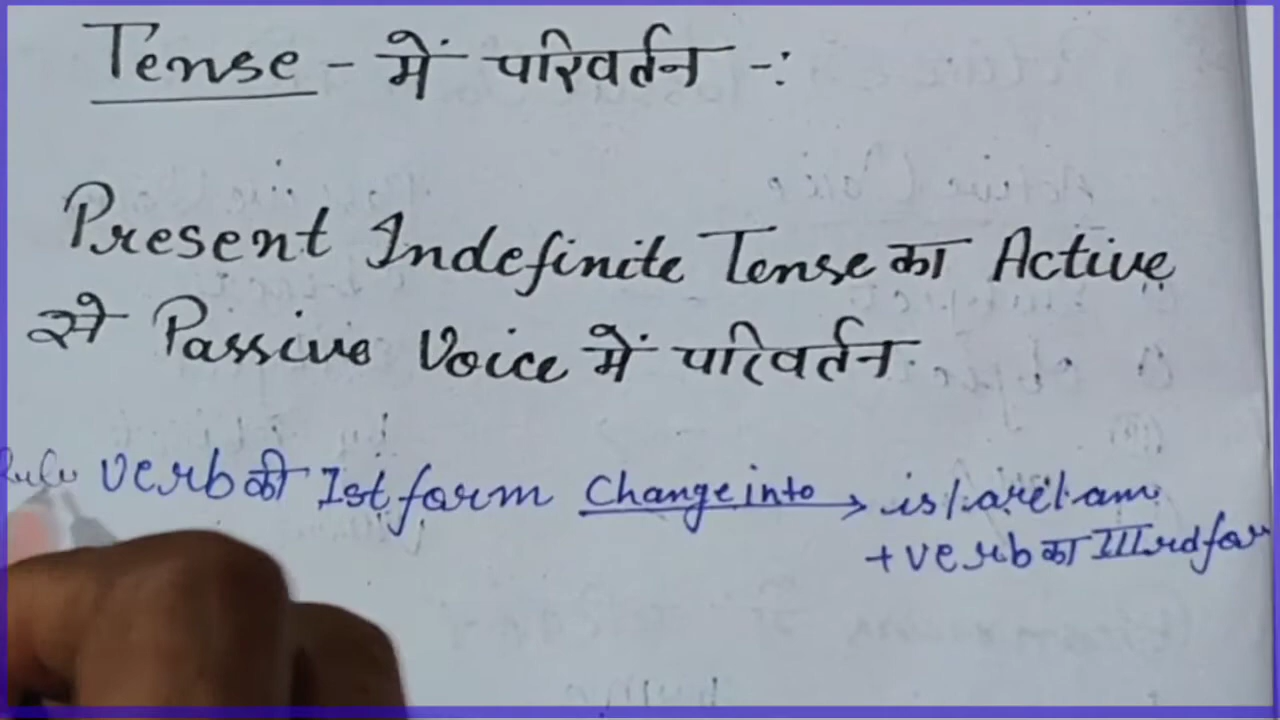 Tense - में परिवर्तन -:
Present Indefinite Tense का Active
से Passive Voice में परिवर्तन
Rule verb की Ist form Change into → is/are/am
+ verb का IIIrd for